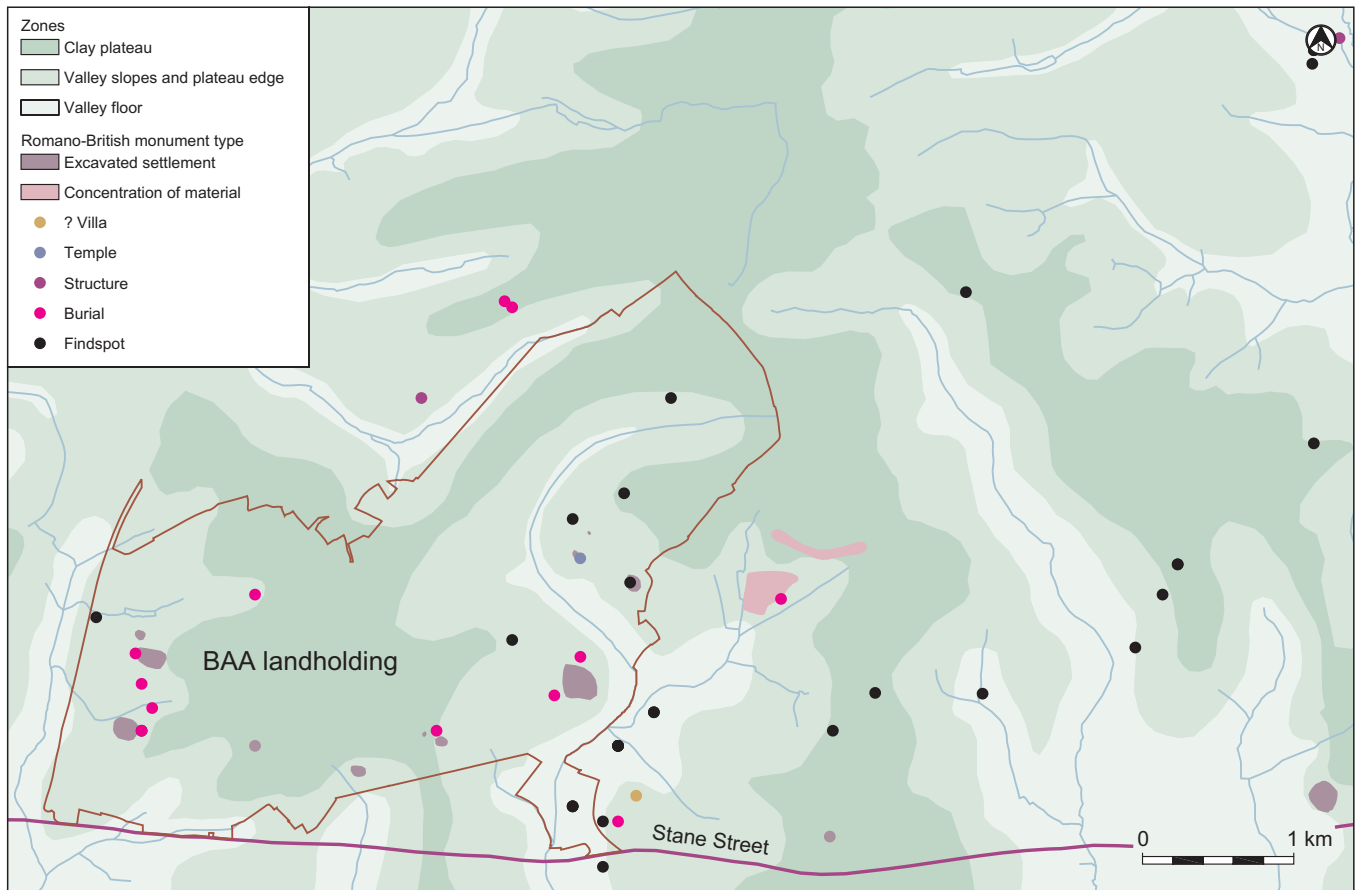 Zones
Clay plateau
Valley slopes and plateau edge
Valley floor
Romano-British monument type
Excavated settlement
Concentration of material
? Villa
Temple
Structure
Burial
Findspot
N
BAA landholding
Stane Street
0 1 km